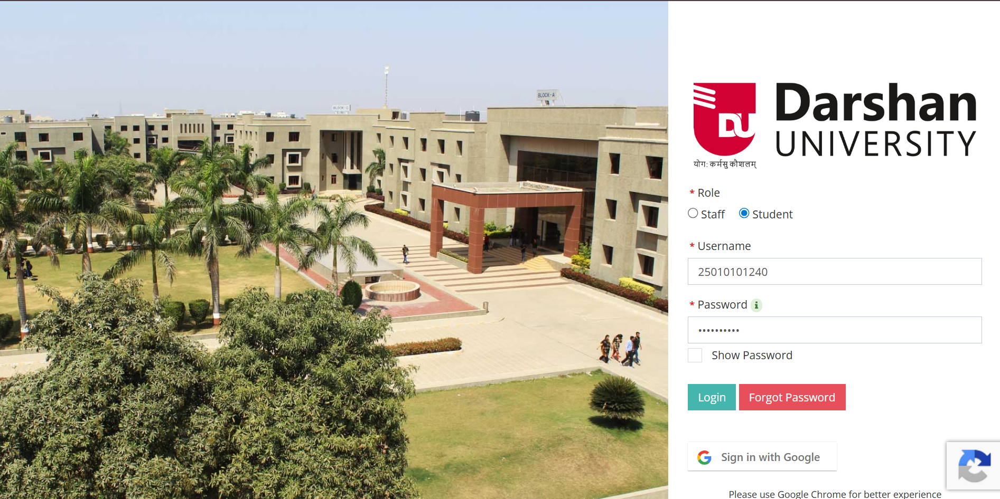 BLOCK-C
BLOCK-A
DU
Darshan
UNIVERSITY
योग: कर्मसु कौशलम्
* Role
Staff Student
* Username
25010101240
* Password i
••••••••••
Show Password
Login Forgot Password
Sign in with Google
Please use Google Chrome for better experience